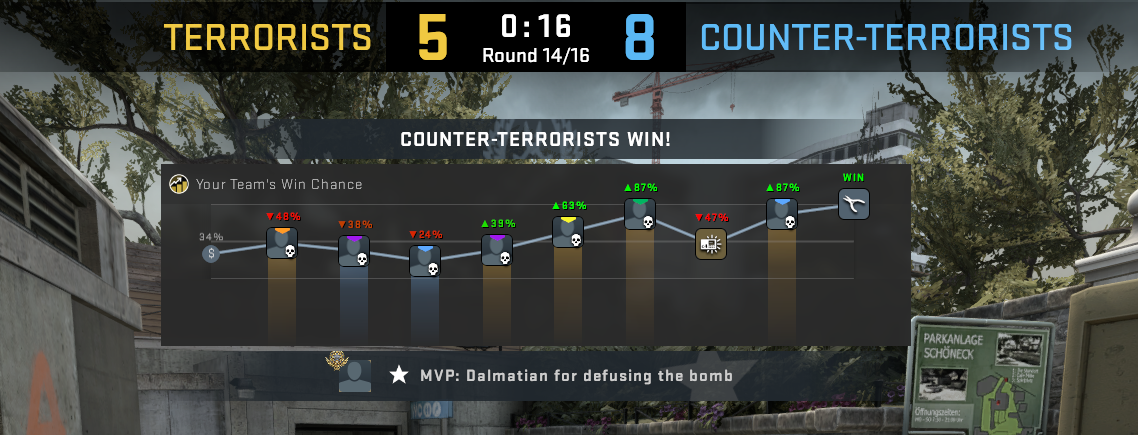 TERRORISTS 5 0:16 8 COUNTER-TERRORISTS
Round 14/16
COUNTER-TERRORISTS WIN!
Your Team's Win Chance
34% ▼48% ▼38% ▼24% ▲39% ▲63% ▲87% ▼47% ▲87% WIN
$
★ MVP: Dalmatian for defusing the bomb
PARKANLAGE
SCHÖNECK
Öffnungszeiten:
A